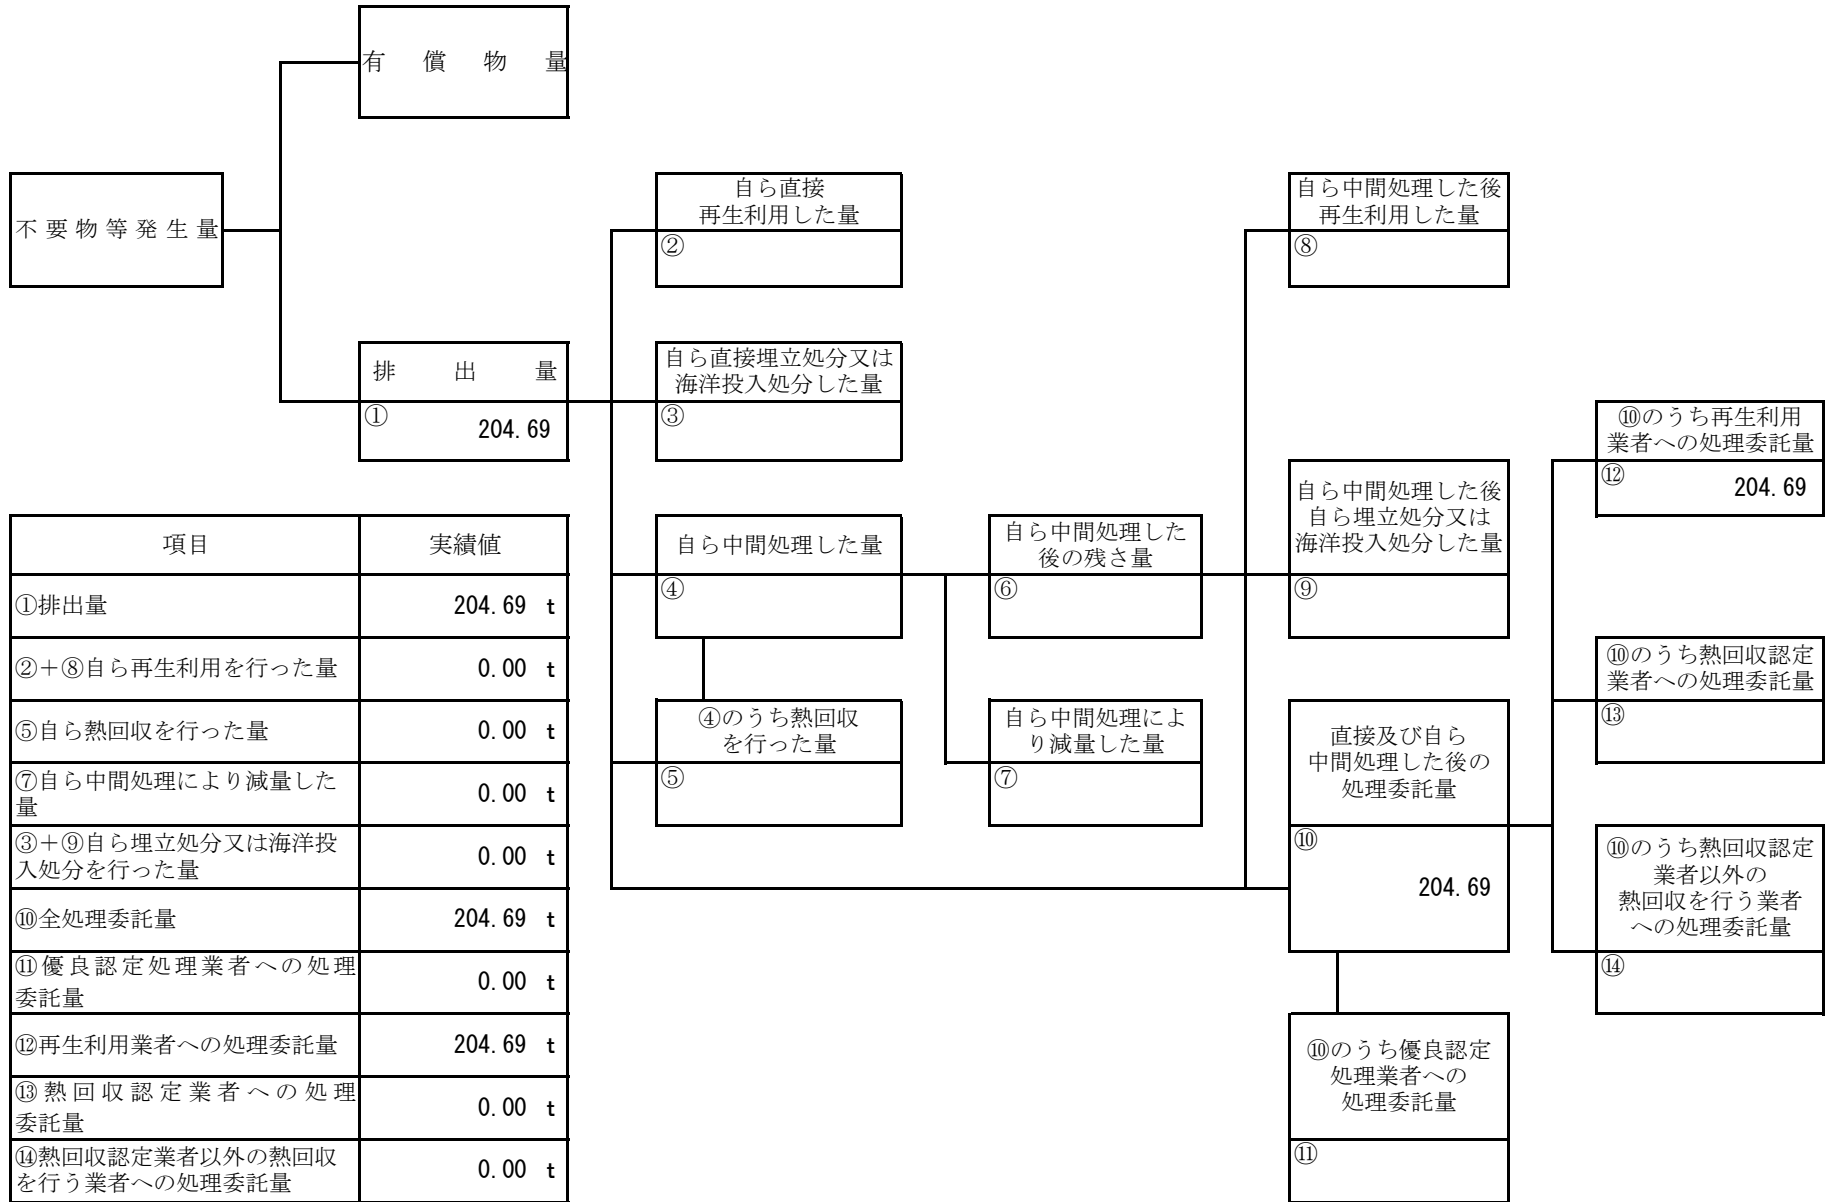 有償物量
不要物等発生量
排出量
①
204.69
自ら直接
再生利用した量
②
自ら直接埋立処分又は
海洋投入処分した量
③
自ら中間処理した量
④
④のうち熱回収
を行った量
⑤
自ら中間処理した
後の残さ量
⑥
自ら中間処理によ
り減量した量
⑦
自ら中間処理した後
再生利用した量
⑧
自ら中間処理した後
自ら埋立処分又は
海洋投入処分した量
⑨
直接及び自ら
中間処理した後の
処理委託量
⑩
204.69
⑩のうち優良認定
処理業者への
処理委託量
⑪
⑩のうち再生利用
業者への処理委託量
⑫
204.69
⑩のうち熱回収認定
業者への処理委託量
⑬
⑩のうち熱回収認定
業者以外の
熱回収を行う業者
への処理委託量
⑭
項目 実績値
①排出量 204.69 t
②+⑧自ら再生利用を行った量 0.00 t
⑤自ら熱回収を行った量 0.00 t
⑦自ら中間処理により減量した
量 0.00 t
③+⑨自ら埋立処分又は海洋投
入処分を行った量 0.00 t
⑩全処理委託量 204.69 t
⑪優良認定処理業者への処理
委託量 0.00 t
⑫再生利用業者への処理委託量 204.69 t
⑬熱回収認定業者への処理
委託量 0.00 t
⑭熱回収認定業者以外の熱回収
を行う業者への処理委託量 0.00 t